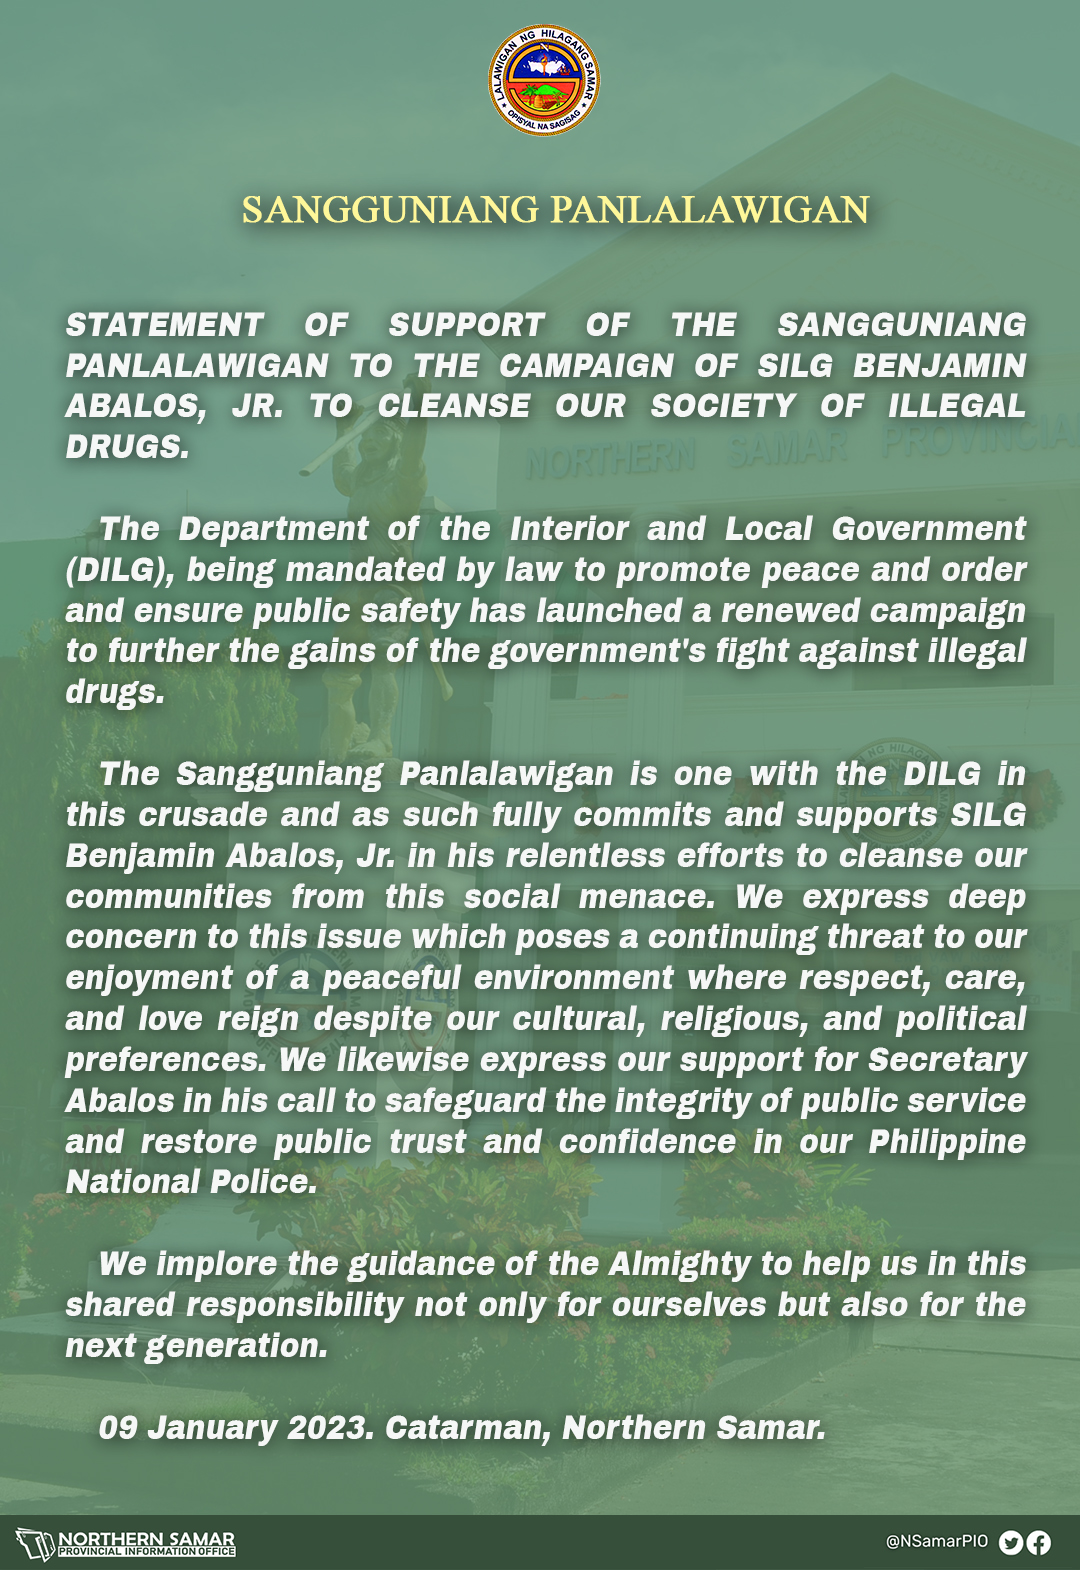 LALAWIGAN NG HILAGANG SAMAR
OPISYAL NA SAGISAG
SANGGUNIANG PANLALAWIGAN
STATEMENT OF SUPPORT OF THE SANGGUNIANG
PANLALAWIGAN TO THE CAMPAIGN OF SILG BENJAMIN
ABALOS, JR. TO CLEANSE OUR SOCIETY OF ILLEGAL
DRUGS.
NORTHERN SAMAR PROVINCIAL
The Department of the Interior and Local Government
(DILG), being mandated by law to promote peace and order
and ensure public safety has launched a renewed campaign
to further the gains of the government's fight against illegal
drugs.
The Sangguniang Panlalawigan is one with the DILG in
this crusade and as such fully commits and supports SILG
Benjamin Abalos, Jr. in his relentless efforts to cleanse our
communities from this social menace. We express deep
concern to this issue which poses a continuing threat to our
enjoyment of a peaceful environment where respect, care,
and love reign despite our cultural, religious, and political
preferences. We likewise express our support for Secretary
Abalos in his call to safeguard the integrity of public service
and restore public trust and confidence in our Philippine
National Police.
We implore the guidance of the Almighty to help us in this
shared responsibility not only for ourselves but also for the
next generation.
09 January 2023. Catarman, Northern Samar.
NORTHERN SAMAR
PROVINCIAL INFORMATION OFFICE
@NSamarPIO